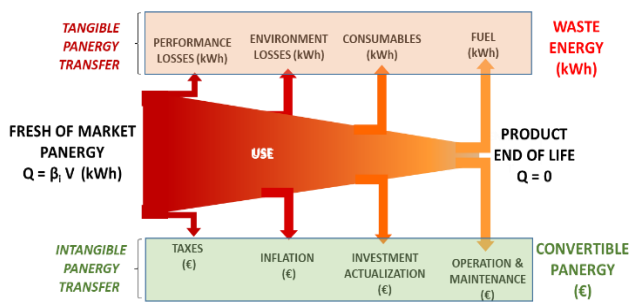 TANGIBLE
PANERGY
TRANSFER
PERFORMANCE
LOSSES (kWh)
ENVIRONMENT
LOSSES (kWh)
CONSUMABLES
(kWh)
FUEL
(kWh)
WASTE
ENERGY
(kWh)
FRESH OF MARKET
PANERGY
Q = βi V (kWh)
USE
PRODUCT
END OF LIFE
Q = 0
INTANGIBLE
PANERGY
TRANSFER
TAXES
(€)
INFLATION
(€)
INVESTMENT
ACTUALIZATION
(€)
OPERATION &
MAINTENANCE
(€)
CONVERTIBLE
PANERGY
(€)